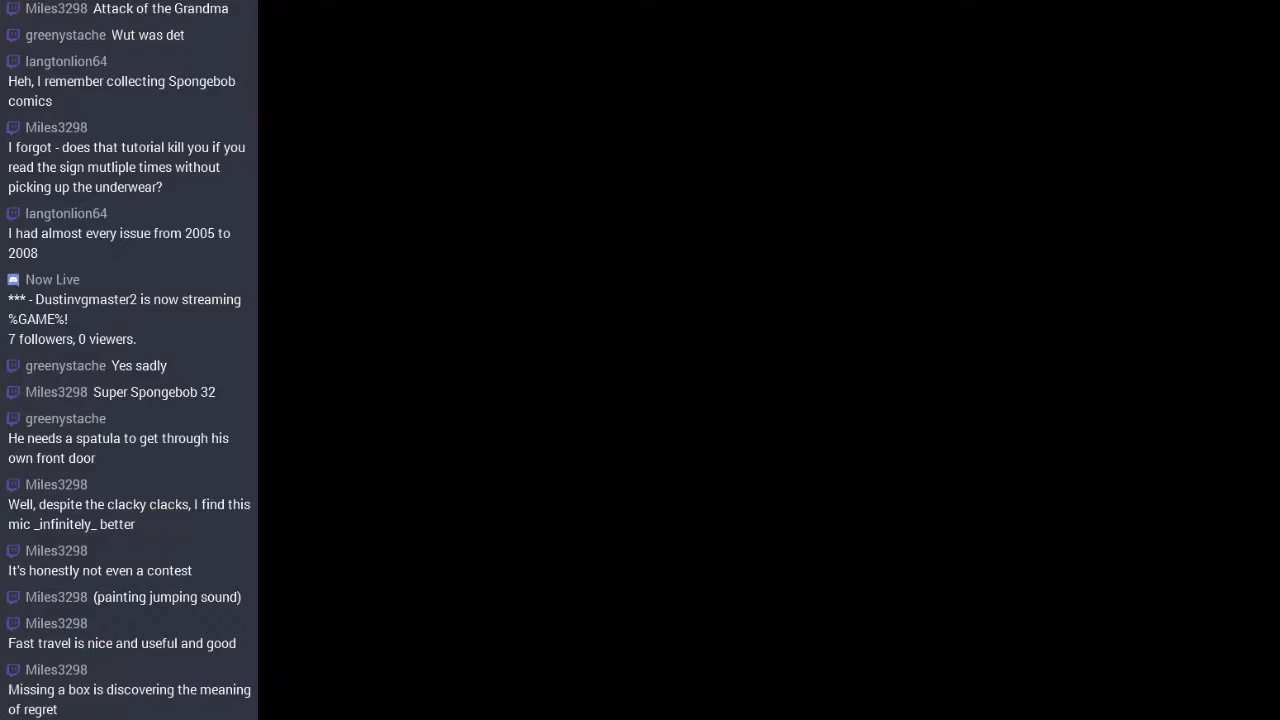 Miles3298 Attack of the Grandma
greenystache Wut was det
langtonlion64
Heh, I remember collecting Spongebob
comics
Miles3298
I forgot - does that tutorial kill you if you
read the sign mutliple times without
picking up the underwear?
langtonlion64
I had almost every issue from 2005 to
2008
Now Live
*** - Dustinvgmaster2 is now streaming
%GAME%!
7 followers, 0 viewers.
greenystache Yes sadly
Miles3298 Super Spongebob 32
greenystache
He needs a spatula to get through his
own front door
Miles3298
Well, despite the clacky clacks, I find this
mic _infinitely_ better
Miles3298
It's honestly not even a contest
Miles3298 (painting jumping sound)
Miles3298
Fast travel is nice and useful and good
Miles3298
Missing a box is discovering the meaning
of regret